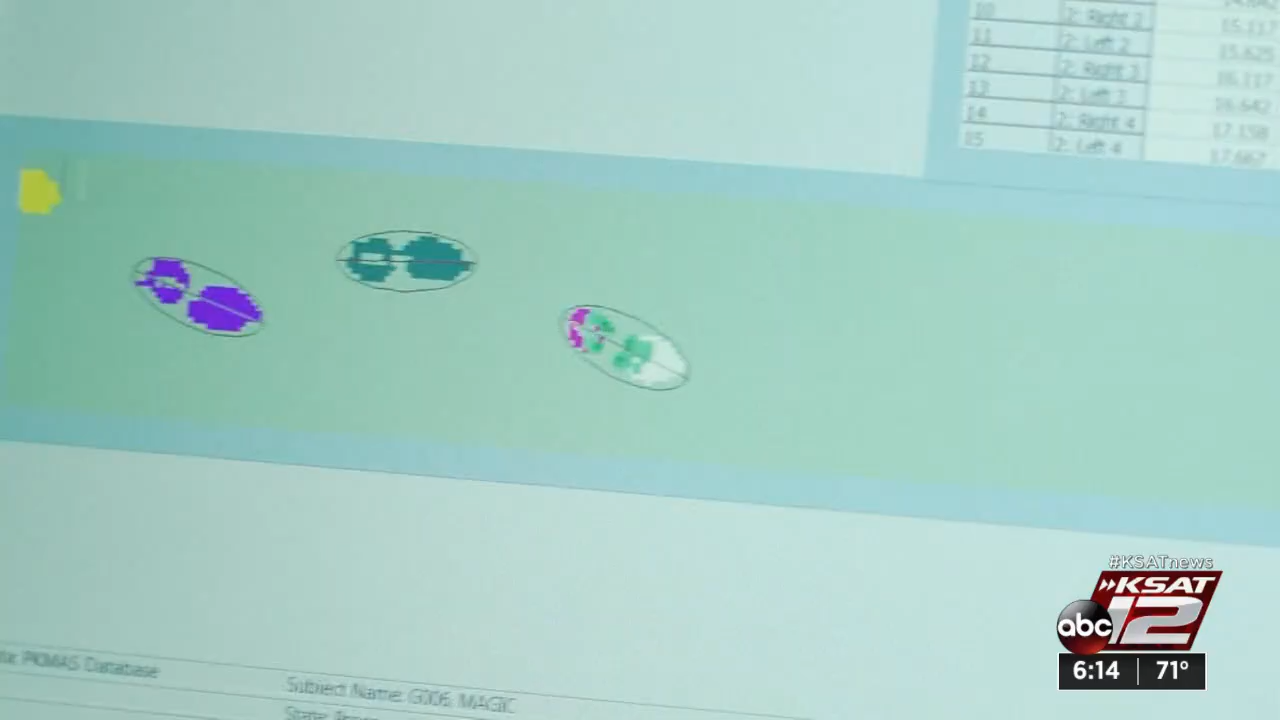 10 2: Right 2 15.117
11 2: Left 2 15.625
12 2: Right 3 16.117
13 2: Left 3 16.642
14 2: Right 4 17.158
15 2: Left 4 17.667
PKMAS Database
Subject Name: G006, MAGIC
#KSATnews
KSAT
abc 12
6:14 71°